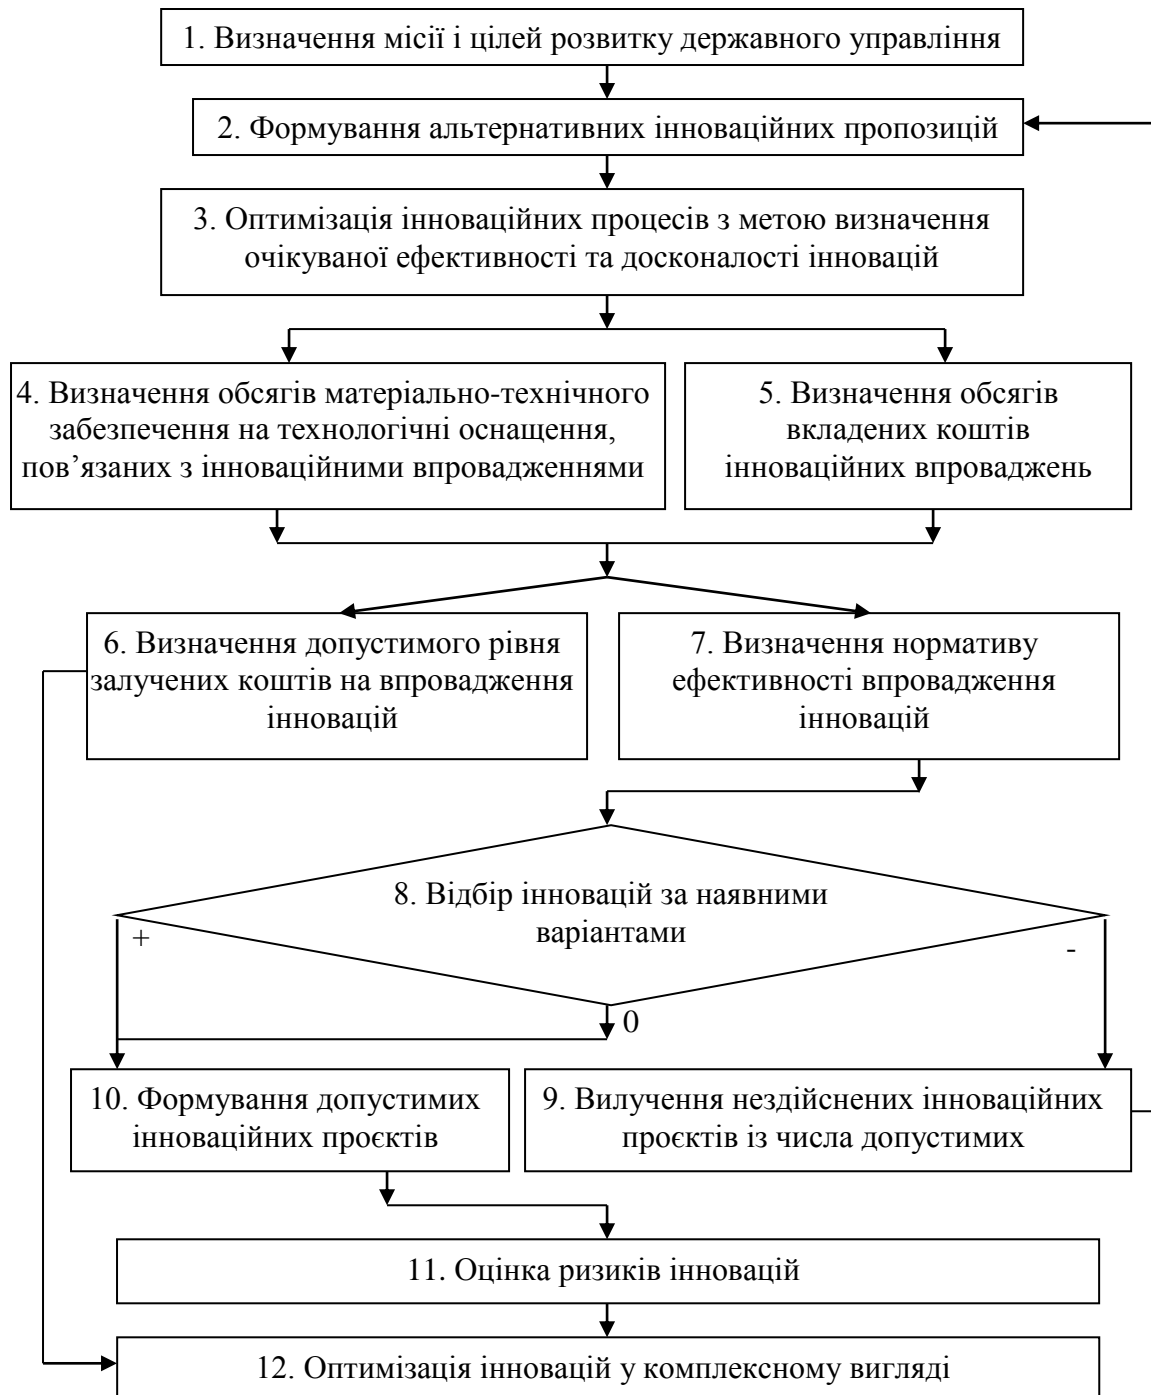 1. Визначення місії і цілей розвитку державного управління
2. Формування альтернативних інноваційних пропозицій
3. Оптимізація інноваційних процесів з метою визначення
очікуваної ефективності та досконалості інновацій
4. Визначення обсягів матеріально-технічного
забезпечення на технологічні оснащення,
пов’язаних з інноваційними впровадженнями
5. Визначення обсягів
вкладених коштів
інноваційних впроваджень
6. Визначення допустимого рівня
залучених коштів на впровадження
інновацій
7. Визначення нормативу
ефективності впровадження
інновацій
8. Відбір інновацій за наявними
варіантами
+
-
0
10. Формування допустимих
інноваційних проєктів
9. Вилучення нездійснених інноваційних
проєктів із числа допустимих
11. Оцінка ризиків інновацій
12. Оптимізація інновацій у комплексному вигляді